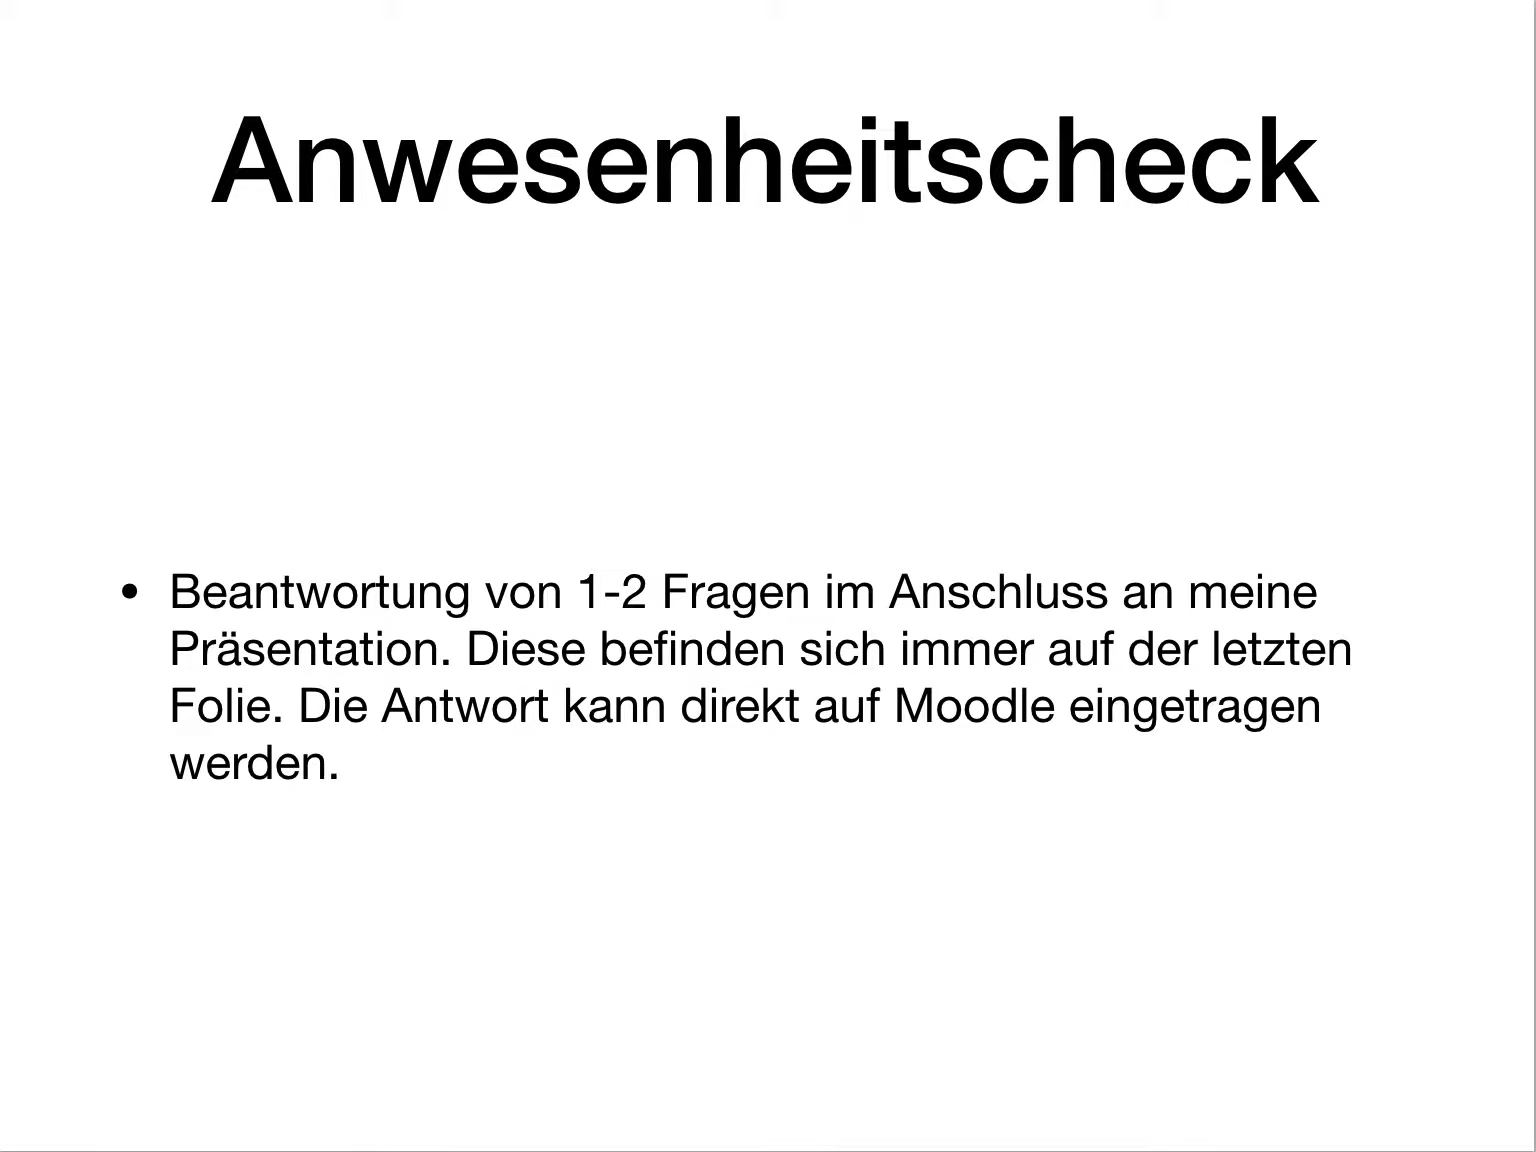 Anwesenheitscheck
• Beantwortung von 1-2 Fragen im Anschluss an meine
Präsentation. Diese befinden sich immer auf der letzten
Folie. Die Antwort kann direkt auf Moodle eingetragen
werden.